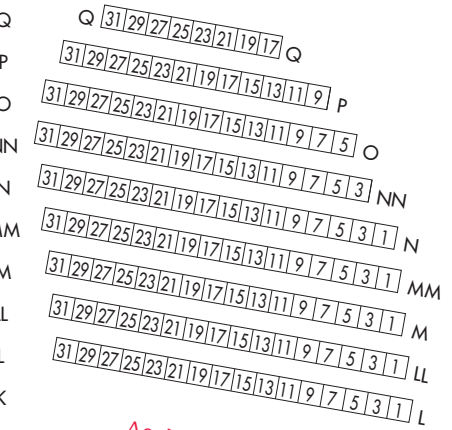 Q Q 31 29 27 25 23 21 19 17 Q
P 31 29 27 25 23 21 19 17 15 13 11 9 P
O 31 29 27 25 23 21 19 17 15 13 11 9 7 5 O
NN 31 29 27 25 23 21 19 17 15 13 11 9 7 5 3 NN
N 31 29 27 25 23 21 19 17 15 13 11 9 7 5 3 1 N
MM 31 29 27 25 23 21 19 17 15 13 11 9 7 5 3 1 MM
M 31 29 27 25 23 21 19 17 15 13 11 9 7 5 3 1 M
LL 31 29 27 25 23 21 19 17 15 13 11 9 7 5 3 1 LL
L 31 29 27 25 23 21 19 17 15 13 11 9 7 5 3 1 L
K